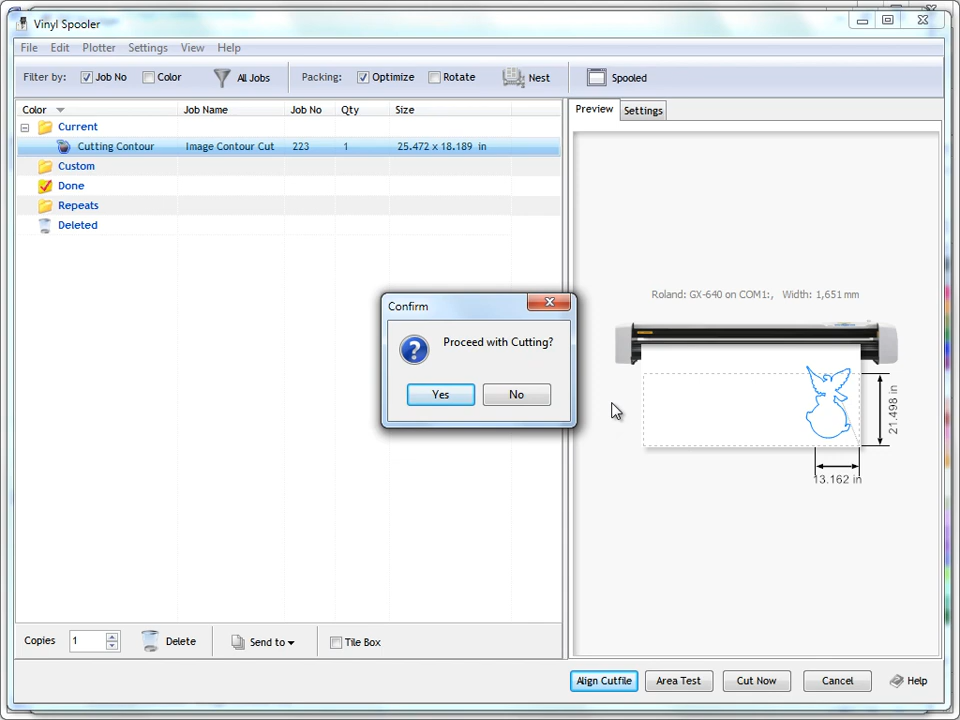 Vinyl Spooler
File Edit Plotter Settings View Help
Filter by: Job No Color All Jobs Packing: Optimize Rotate Nest Spooled
Color Job Name Job No Qty Size
Current
Cutting Contour Image Contour Cut 223 1 25.472 x 18.189 in
Custom
Done
Repeats
Deleted
Preview Settings
Roland: GX-640 on COM1:, Width: 1,651 mm
21.498 in
13.162 in
Confirm
Proceed with Cutting?
Yes No
Copies 1 Delete Send to Tile Box
Align Cutfile Area Test Cut Now Cancel Help